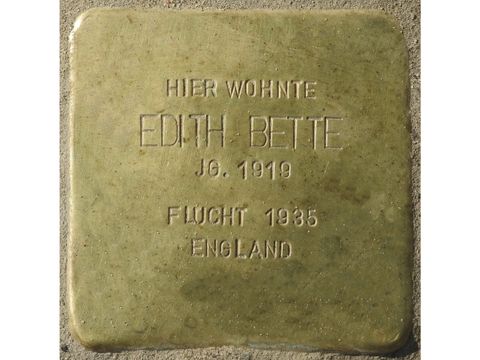 HIER WOHNTE
EDITH BETTE
JG. 1919
FLUCHT 1935
ENGLAND